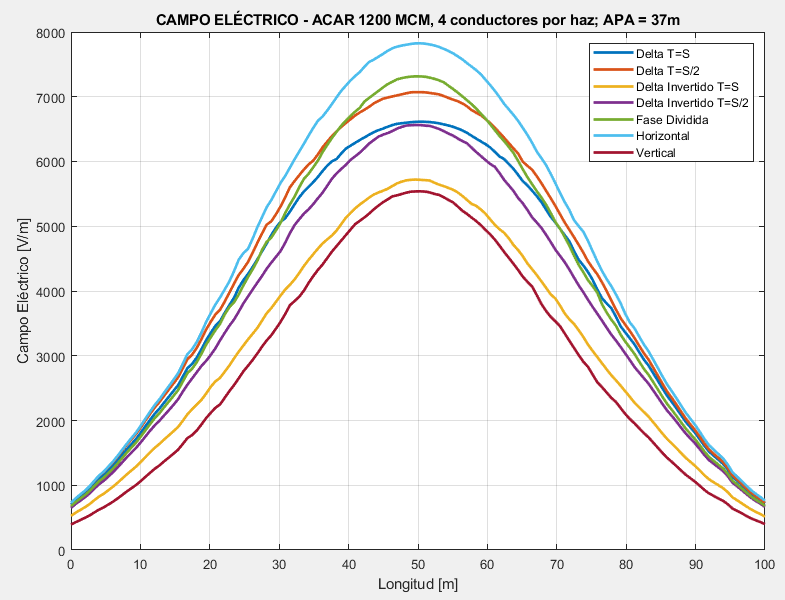 CAMPO ELÉCTRICO - ACAR 1200 MCM, 4 conductores por haz; APA = 37m
8000
7000
6000
5000
4000
3000
2000
1000
0
Campo Eléctrico [V/m]
Delta T=S
Delta T=S/2
Delta Invertido T=S
Delta Invertido T=S/2
Fase Dividida
Horizontal
Vertical
0 10 20 30 40 50 60 70 80 90 100
Longitud [m]